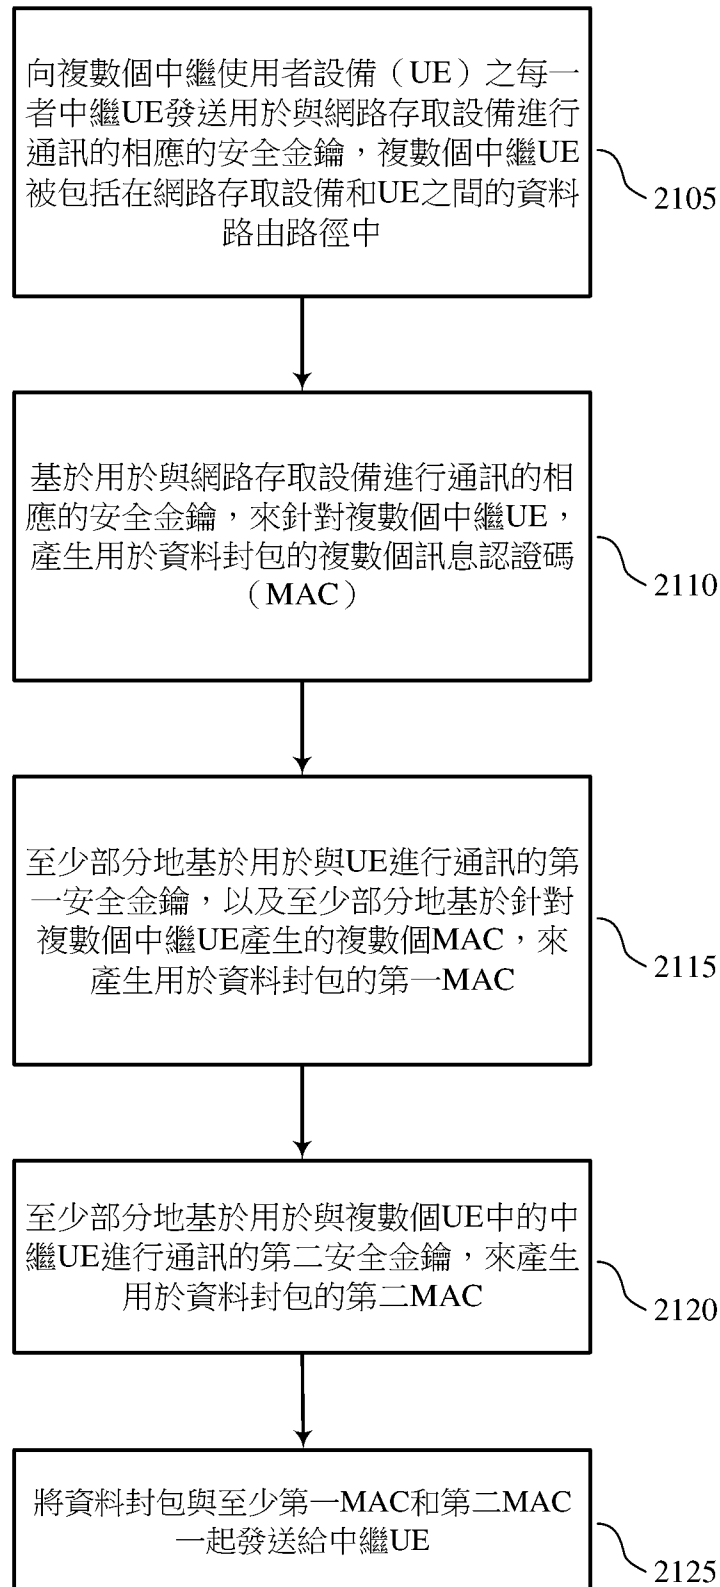 向複數個中繼使用者設備（UE）之每一
者中繼UE發送用於與網路存取設備進行
通訊的相應的安全金鑰，複數個中繼UE
被包括在網路存取設備和UE之間的資料
路由路徑中
2105
基於用於與網路存取設備進行通訊的相
應的安全金鑰，來針對複數個中繼UE，
產生用於資料封包的複數個訊息認證碼
（MAC）
2110
至少部分地基於用於與UE進行通訊的第
一安全金鑰，以及至少部分地基於針對
複數個中繼UE產生的複數個MAC，來
產生用於資料封包的第一MAC
2115
至少部分地基於用於與複數個UE中的中
繼UE進行通訊的第二安全金鑰，來產生
用於資料封包的第二MAC
2120
將資料封包與至少第一MAC和第二MAC
一起發送給中繼UE
2125